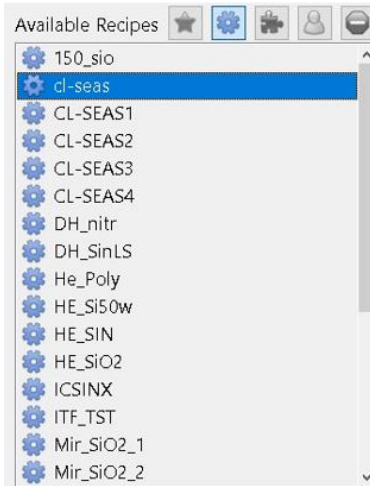 Available Recipes
150_sio
cl-seas
CL-SEAS1
CL-SEAS2
CL-SEAS3
CL-SEAS4
DH_nitr
DH_SinLS
He_Poly
HE_Si50w
HE_SIN
HE_SiO2
ICSINX
ITF_TST
Mir_SiO2_1
Mir_SiO2_2